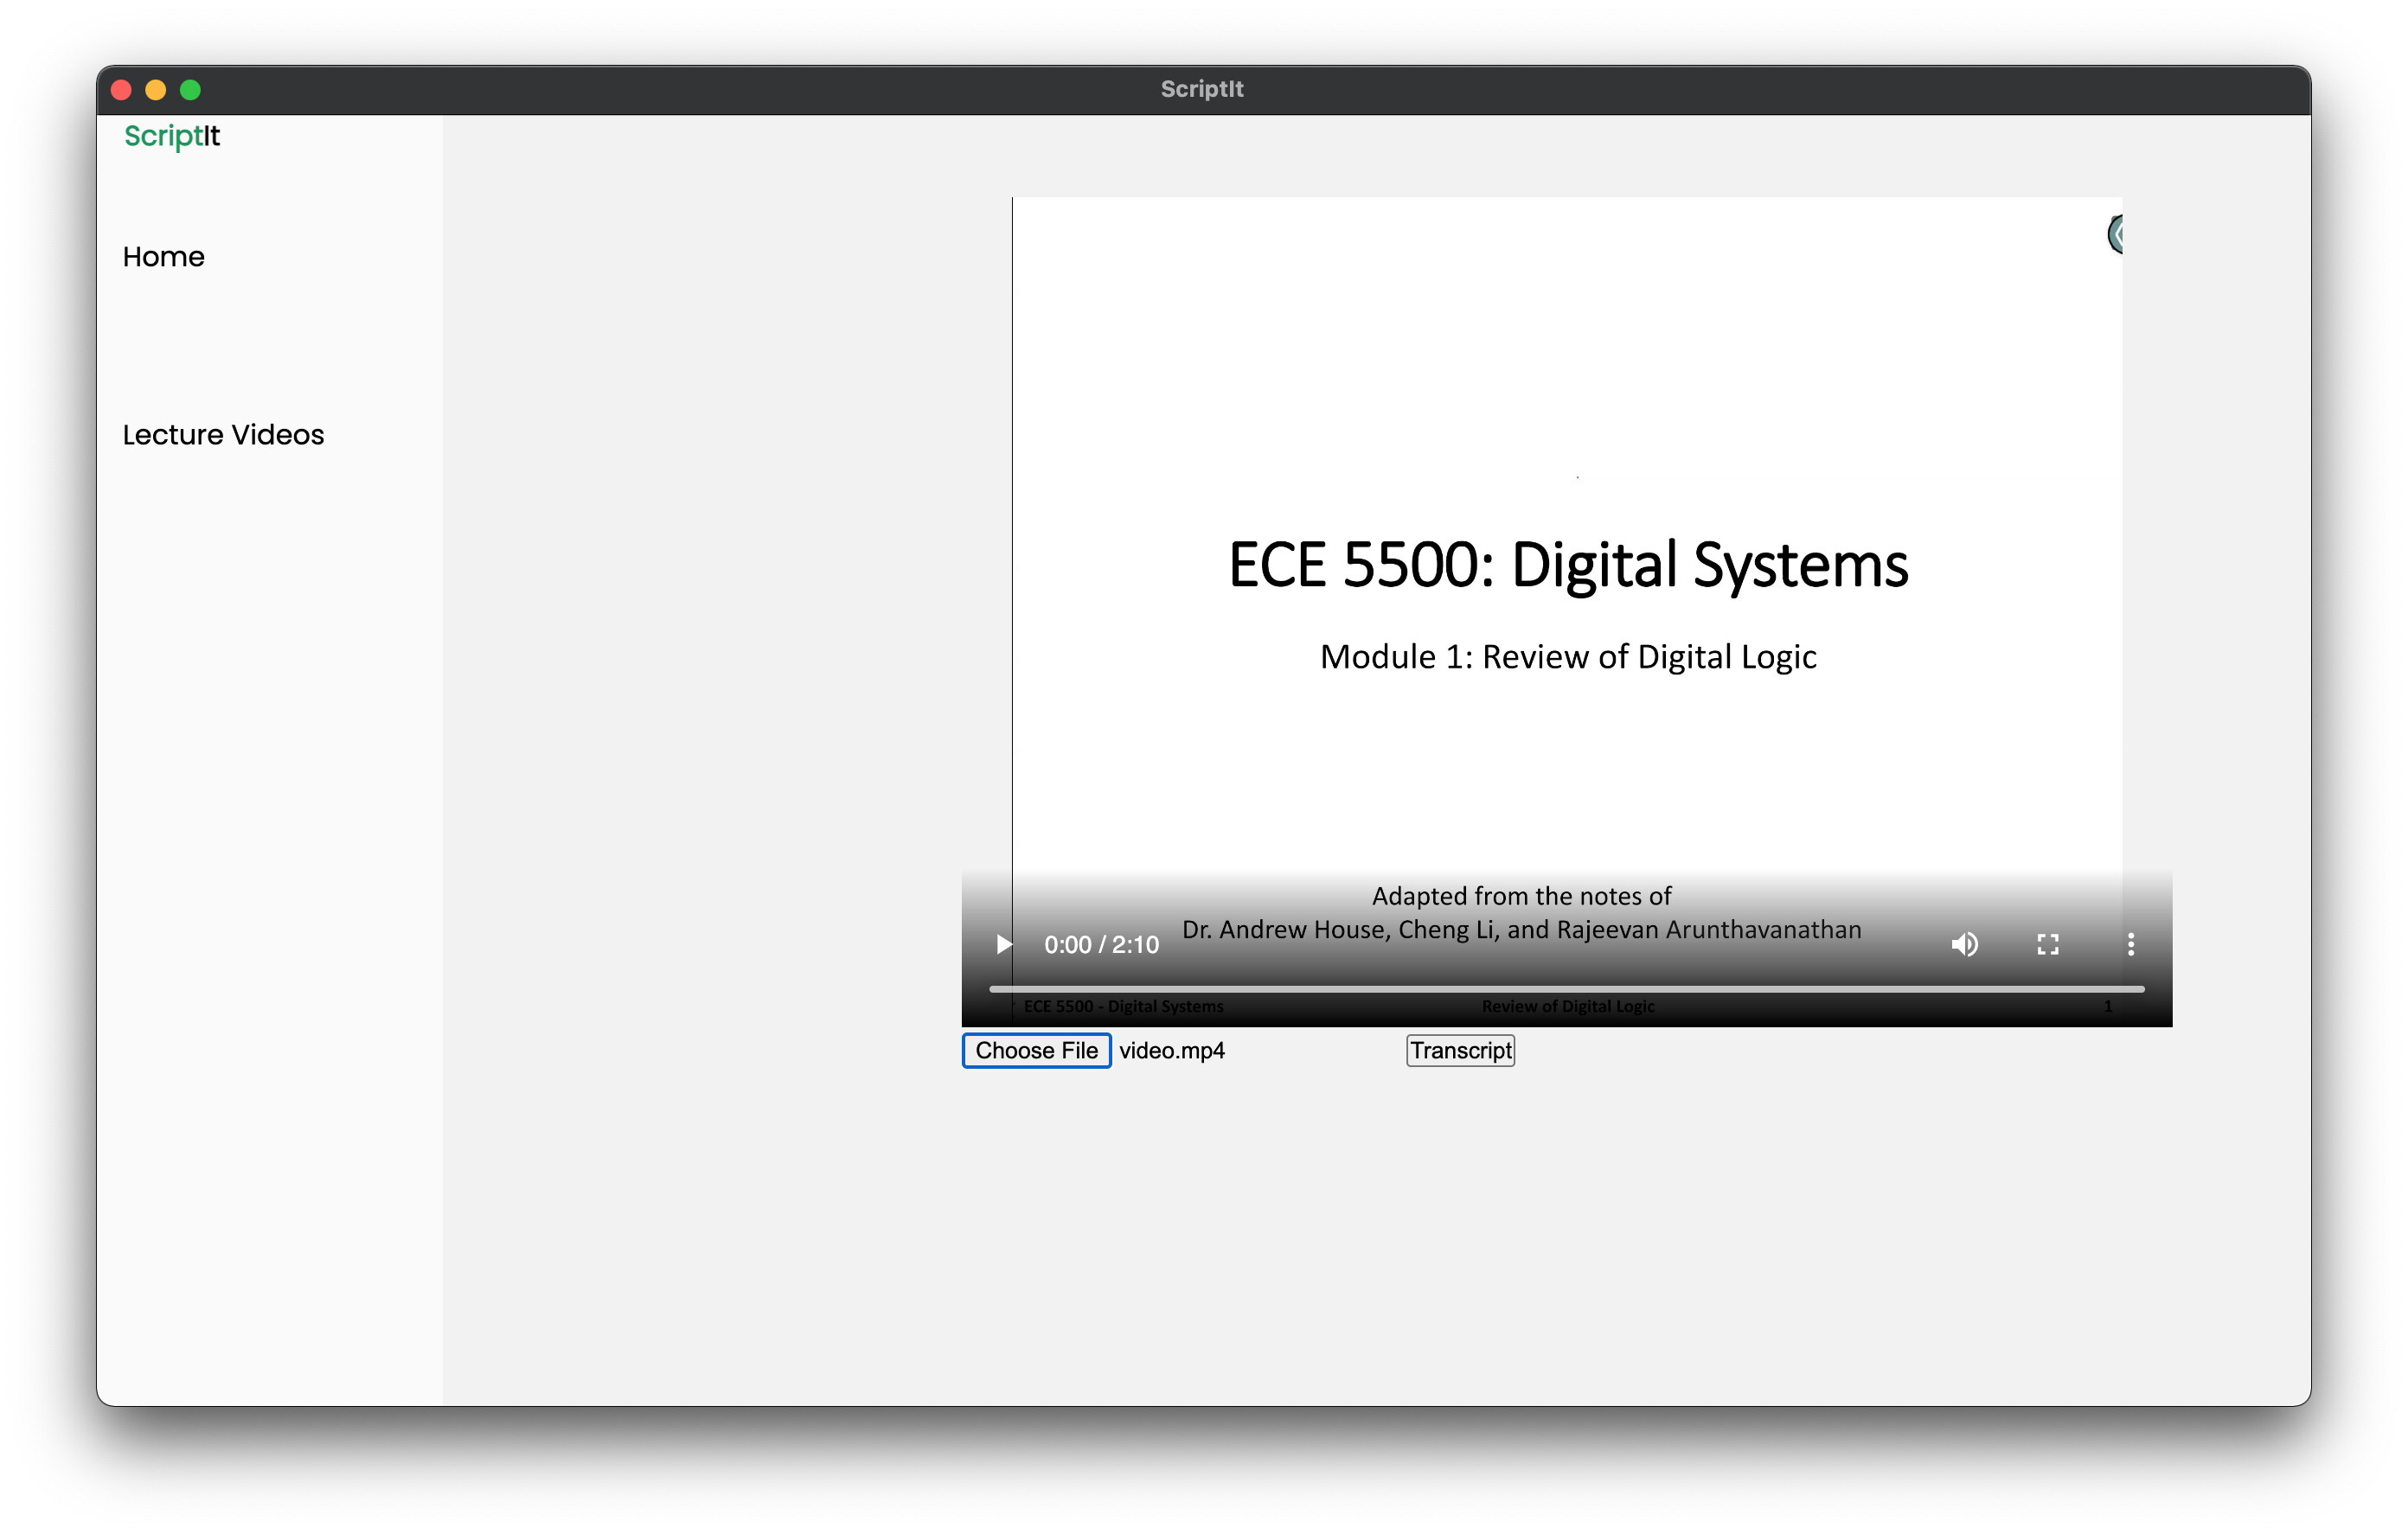 ScriptIt
ScriptIt
Home
Lecture Videos
ECE 5500: Digital Systems
Module 1: Review of Digital Logic
Adapted from the notes of
Dr. Andrew House, Cheng Li, and Rajeevan Arunthavanathan
0:00 / 2:10
ECE 5500 - Digital Systems Review of Digital Logic 1
Choose File video.mp4 Transcript